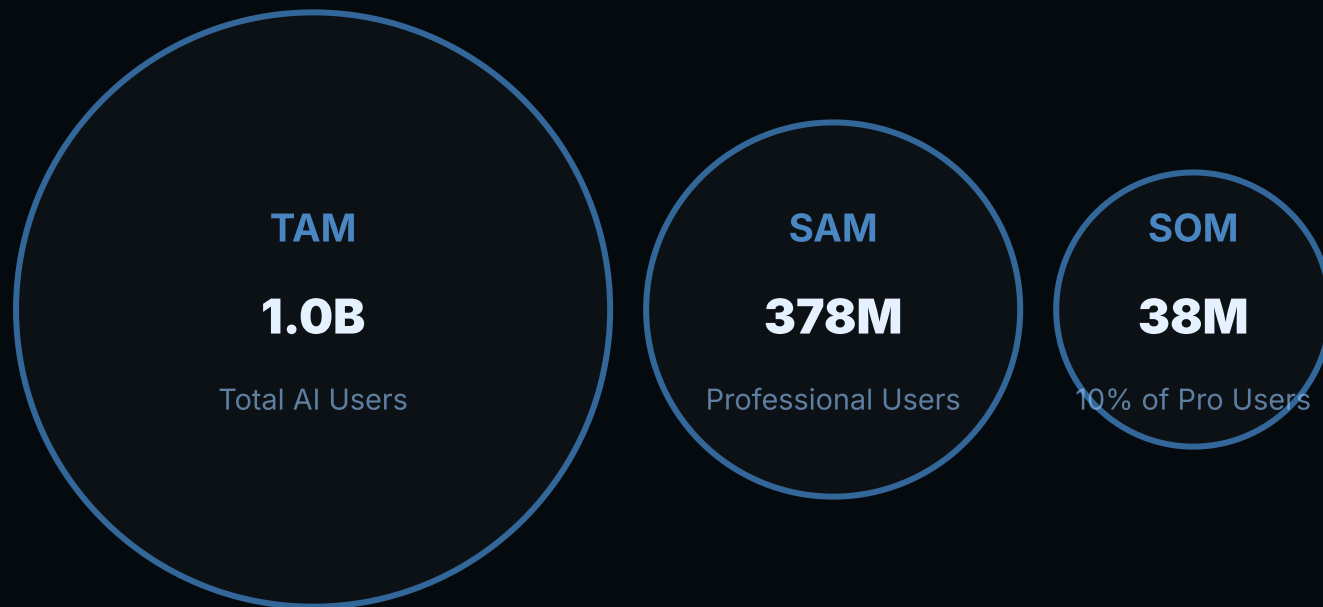 TAM
1.0B
Total AI Users
SAM
378M
Professional Users
SOM
38M
10% of Pro Users